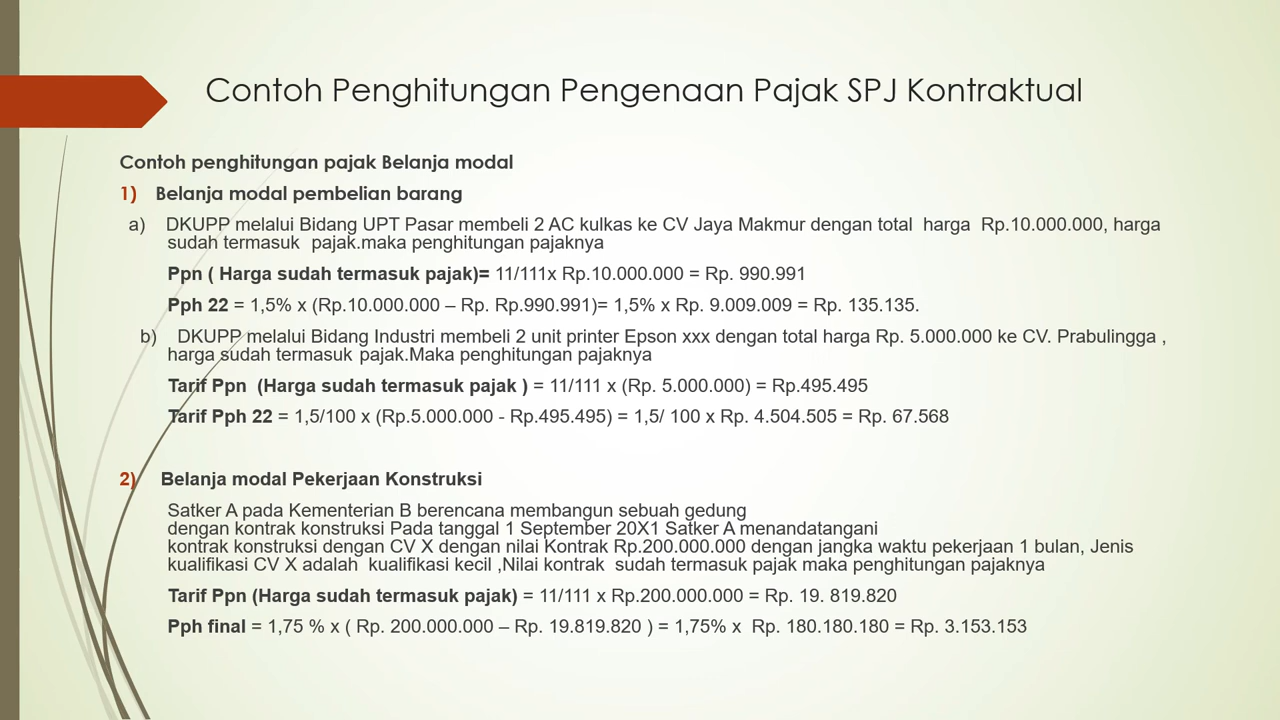 Contoh Penghitungan Pengenaan Pajak SPJ Kontraktual
Contoh penghitungan pajak Belanja modal
1) Belanja modal pembelian barang
a) DKUPP melalui Bidang UPT Pasar membeli 2 AC kulkas ke CV Jaya Makmur dengan total harga Rp.10.000.000, harga
sudah termasuk pajak.maka penghitungan pajaknya
Ppn ( Harga sudah termasuk pajak)= 11/111x Rp.10.000.000 = Rp. 990.991
Pph 22 = 1,5% x (Rp.10.000.000 – Rp. Rp.990.991)= 1,5% x Rp. 9.009.009 = Rp. 135.135.
b) DKUPP melalui Bidang Industri membeli 2 unit printer Epson xxx dengan total harga Rp. 5.000.000 ke CV. Prabulingga ,
harga sudah termasuk pajak.Maka penghitungan pajaknya
Tarif Ppn (Harga sudah termasuk pajak ) = 11/111 x (Rp. 5.000.000) = Rp.495.495
Tarif Pph 22 = 1,5/100 x (Rp.5.000.000 - Rp.495.495) = 1,5/ 100 x Rp. 4.504.505 = Rp. 67.568
2) Belanja modal Pekerjaan Konstruksi
Satker A pada Kementerian B berencana membangun sebuah gedung
dengan kontrak konstruksi Pada tanggal 1 September 20X1 Satker A menandatangani
kontrak konstruksi dengan CV X dengan nilai Kontrak Rp.200.000.000 dengan jangka waktu pekerjaan 1 bulan, Jenis
kualifikasi CV X adalah kualifikasi kecil ,Nilai kontrak sudah termasuk pajak maka penghitungan pajaknya
Tarif Ppn (Harga sudah termasuk pajak) = 11/111 x Rp.200.000.000 = Rp. 19. 819.820
Pph final = 1,75 % x ( Rp. 200.000.000 – Rp. 19.819.820 ) = 1,75% x Rp. 180.180.180 = Rp. 3.153.153